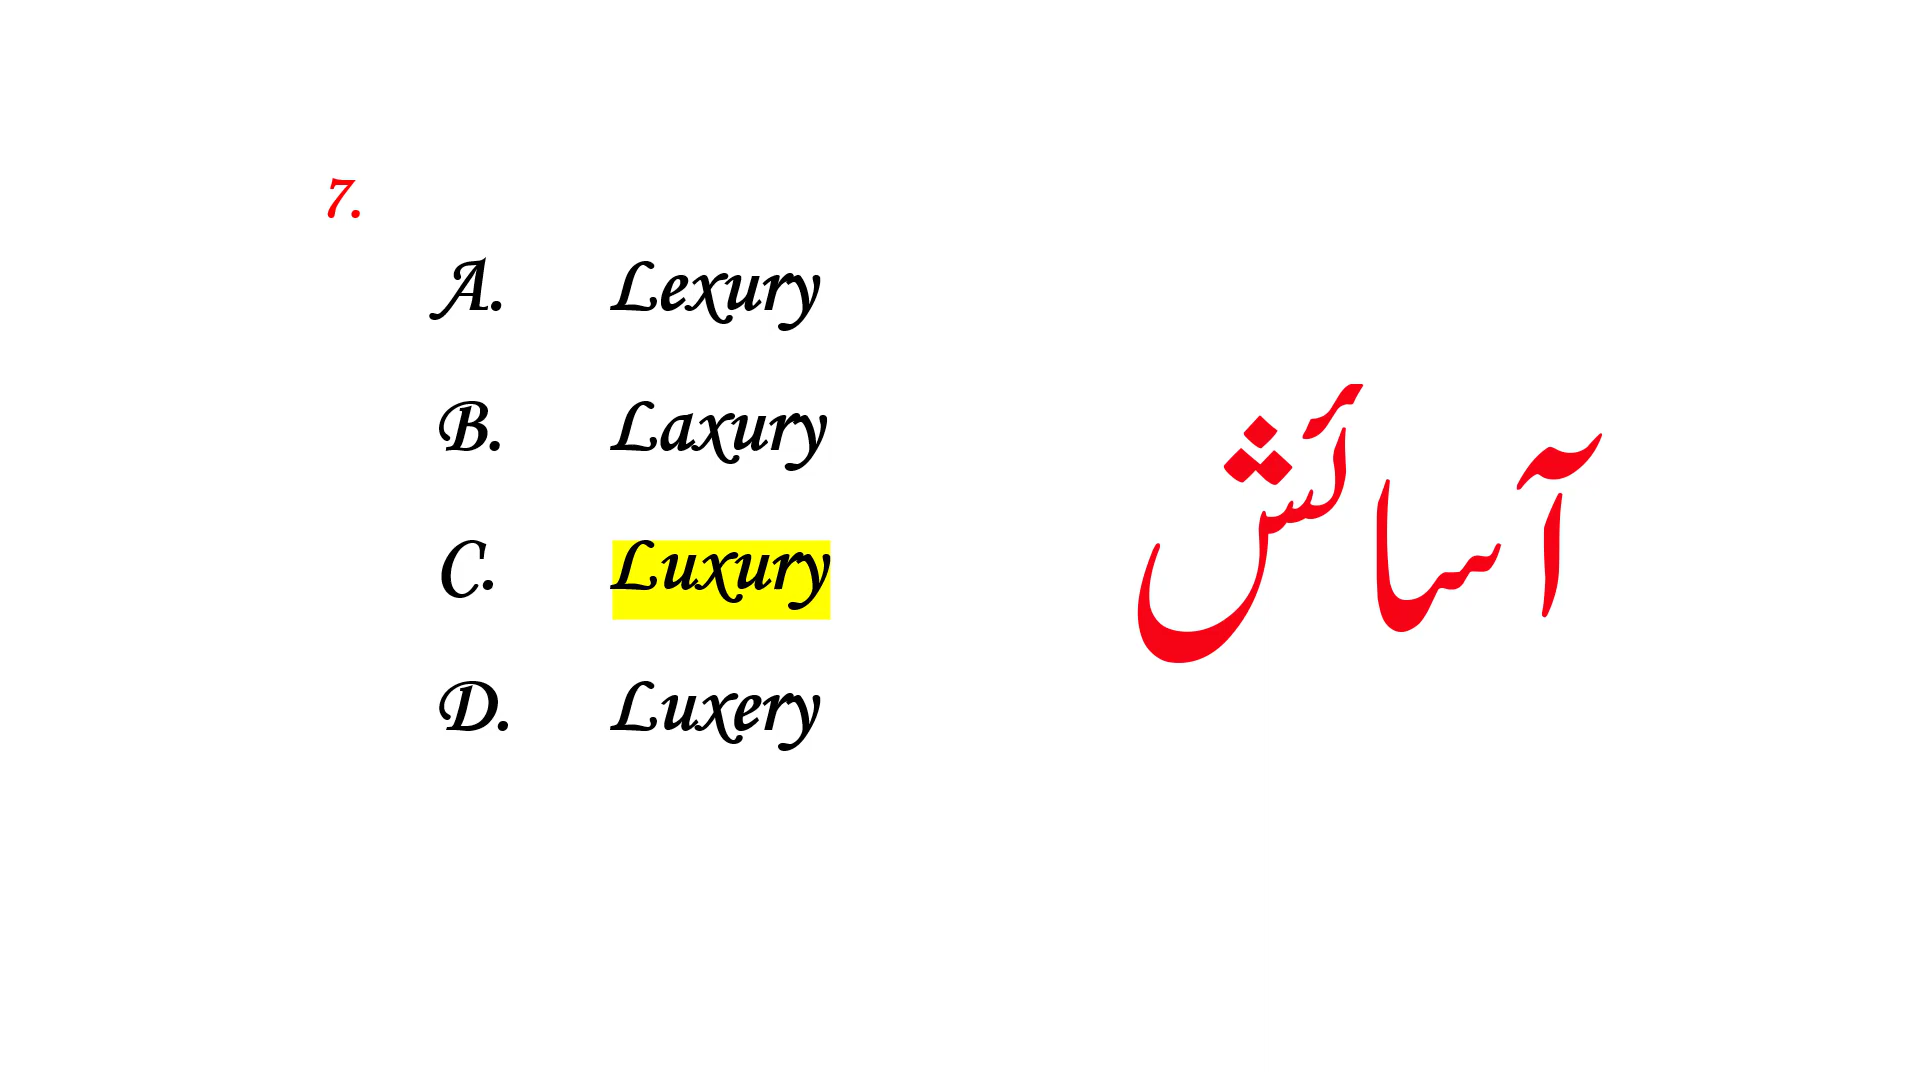 7.
A. Lexury
B. Laxury
C. Luxury
D. Luxery
آسائش